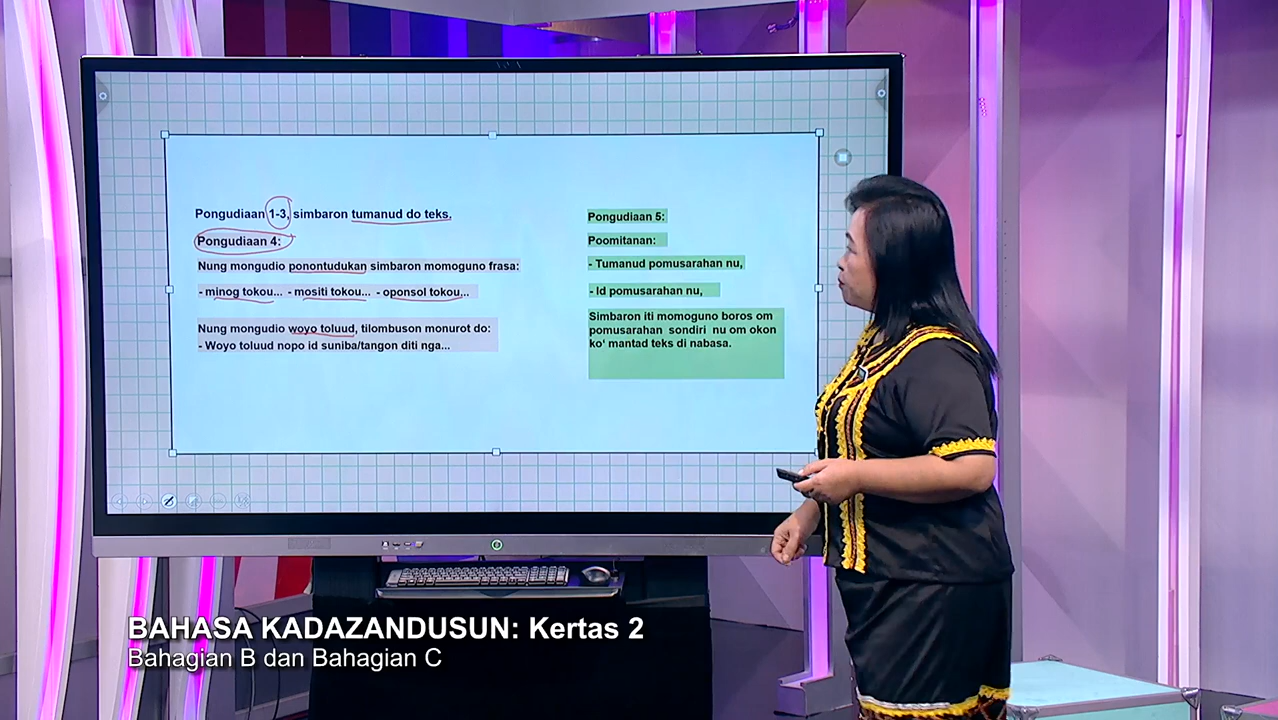 Pongudiaan 1-3, simbaron tumanud do teks.
Pongudiaan 4:
Nung mongudio ponontudukan simbaron momoguno frasa:
- minog tokou... - mositi tokou... - oponsol tokou...
Nung mongudio woyo toluud, tilombuson monurot do:
- Woyo toluud nopo id suniba/tangon diti nga...
Pongudiaan 5:
Poomitanan:
- Tumanud pomusarahan nu,
- Id pomusarahan nu,
Simbaron iti momoguno boros om
pomusarahan sondiri nu om okon
ko' mantad teks di nabasa.
BAHASA KADAZANDUSUN: Kertas 2
Bahagian B dan Bahagian C